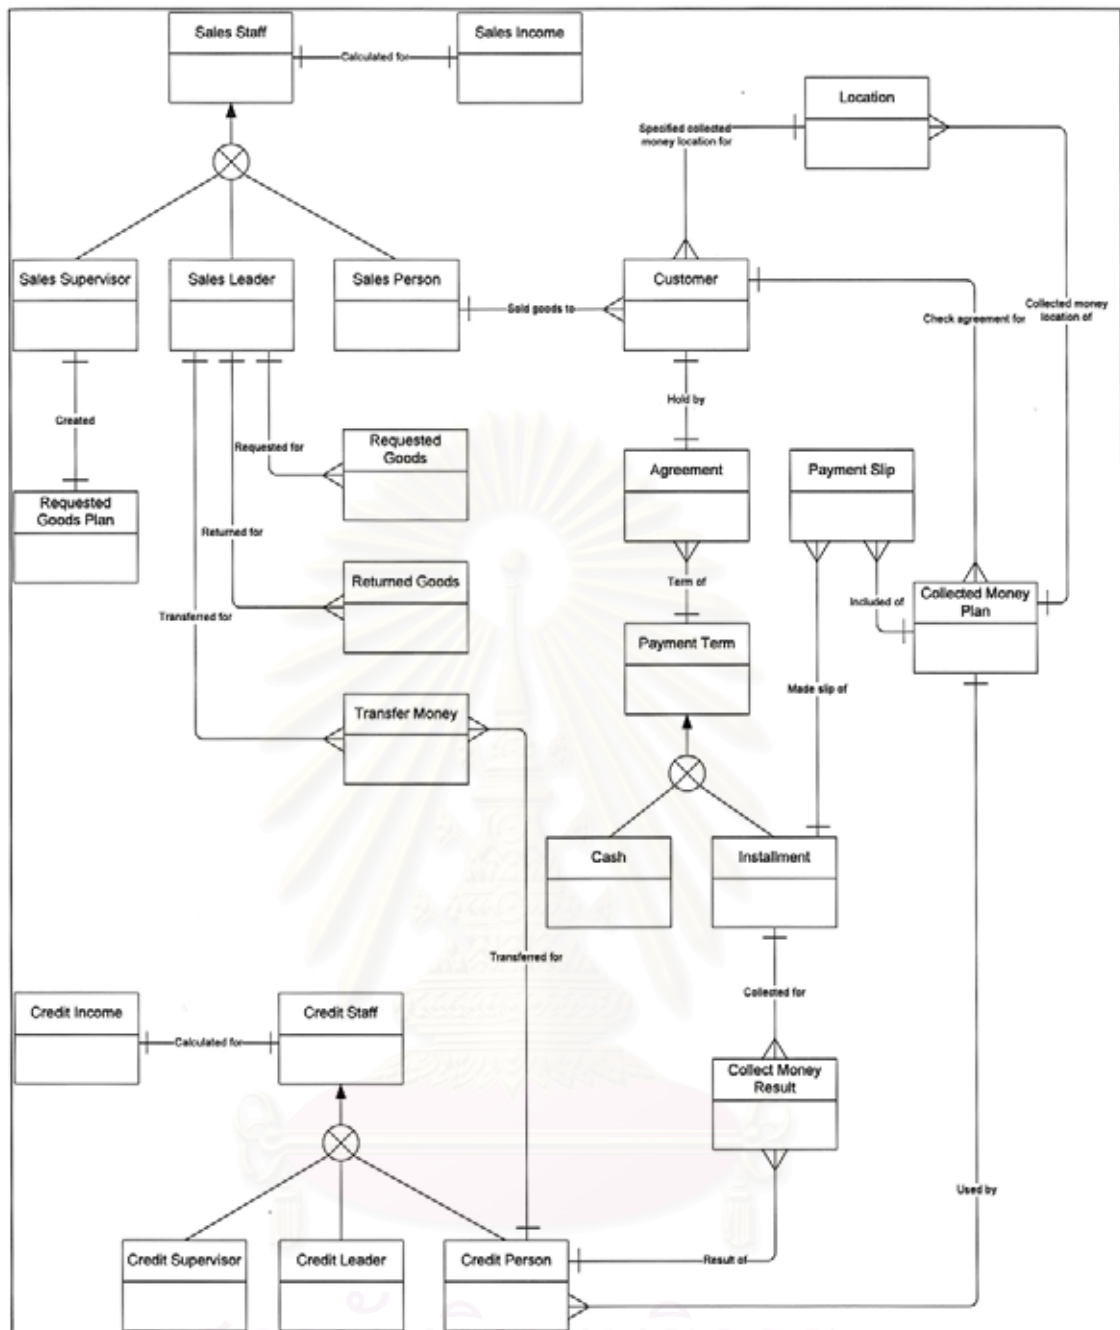 Sales Staff
Sales Income
Calculated for
Location
Specified collected
money location for
Sales Supervisor
Sales Leader
Sales Person
Customer
Sold goods to
Check agreement for
Collected money
location of
Hold by
Created
Requested for
Requested
Goods
Agreement
Payment Slip
Requested
Goods Plan
Returned for
Returned Goods
Term of
Included of
Collected Money
Plan
Transferred for
Payment Term
Made slip of
Transfer Money
Cash
Installment
Transferred for
Collected for
Credit Income
Credit Staff
Calculated for
Collect Money
Result
Used by
Credit Supervisor
Credit Leader
Credit Person
Result of